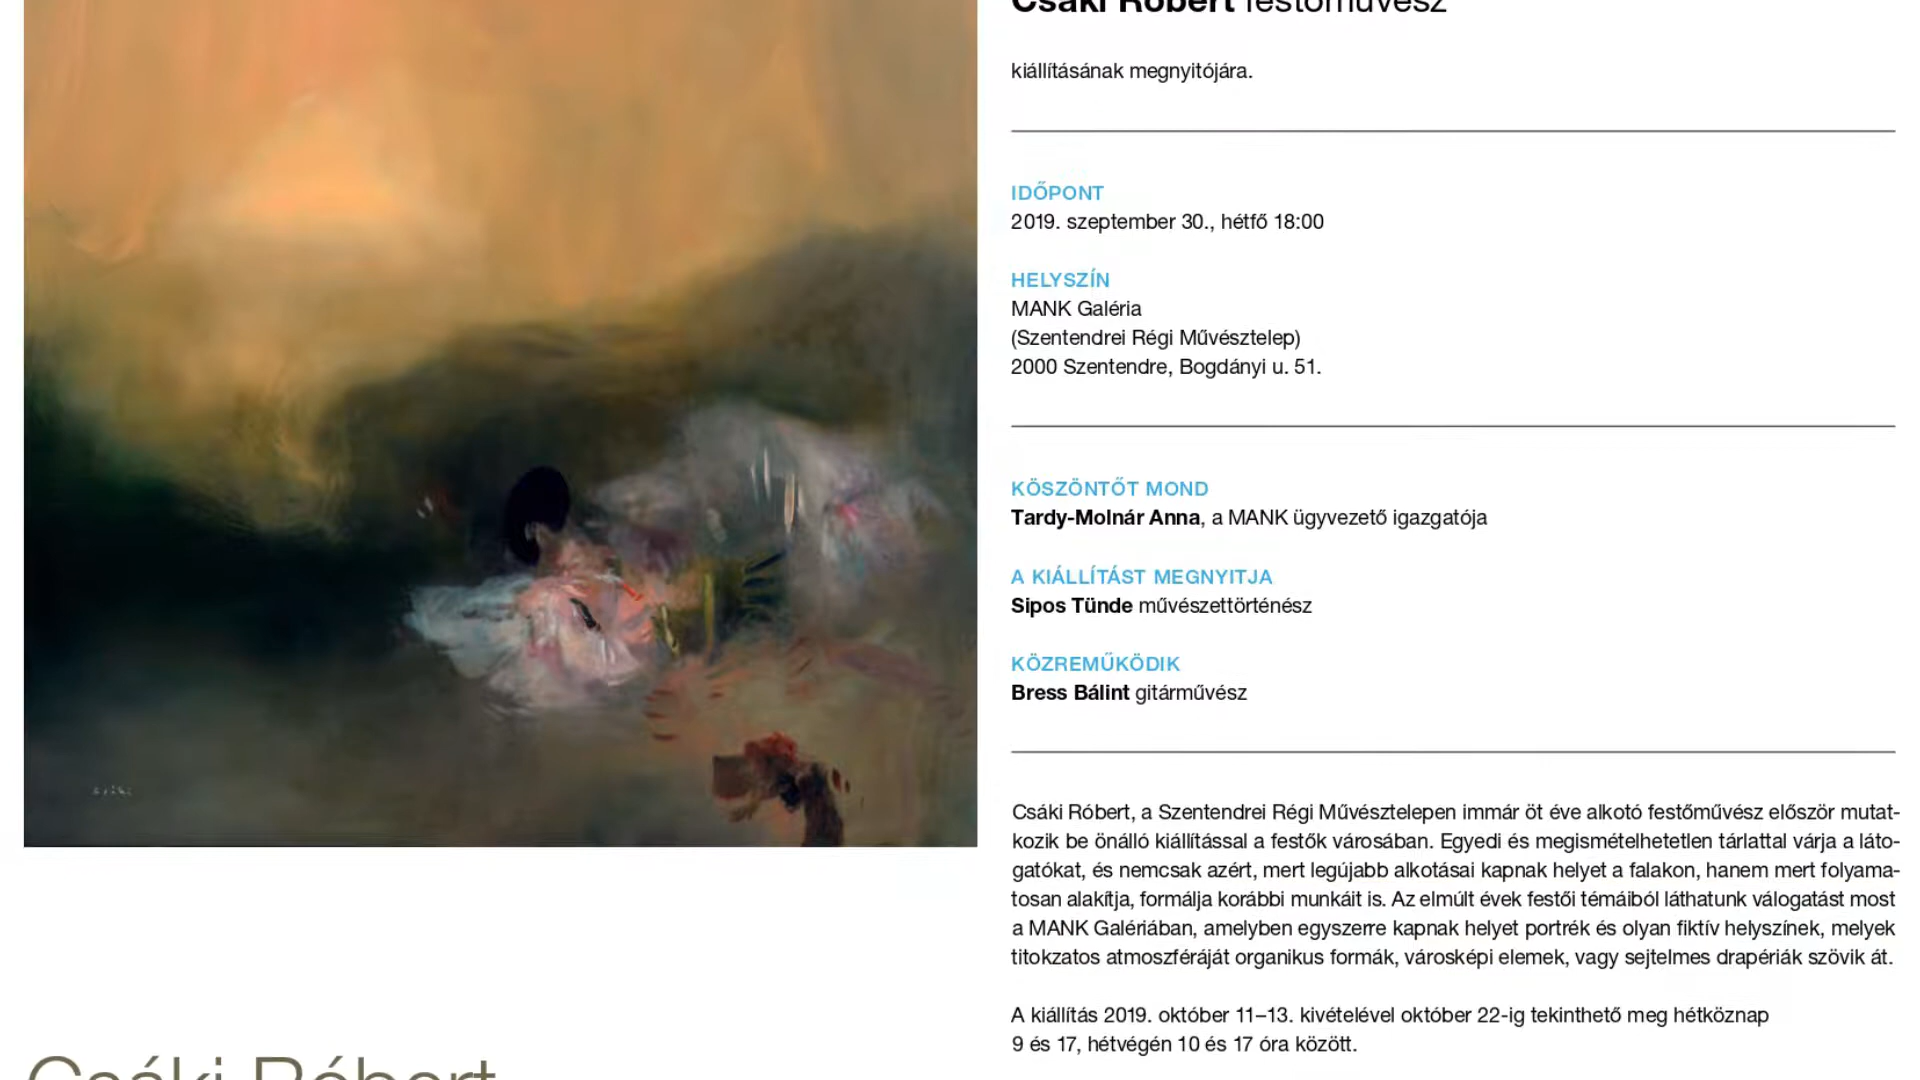 Csáki Róbert festőművész
kiállításának megnyitójára.
IDŐPONT
2019. szeptember 30., hétfő 18:00
HELYSZÍN
MANK Galéria
(Szentendrei Régi Művésztelep)
2000 Szentendre, Bogdányi u. 51.
KÖSZÖNTŐT MOND
Tardy-Molnár Anna, a MANK ügyvezető igazgatója
A KIÁLLÍTÁST MEGNYITJA
Sipos Tünde művészettörténész
KÖZREMŰKÖDIK
Bress Bálint gitárművész
Csáki Róbert, a Szentendrei Régi Művésztelepen immár öt éve alkotó festőművész először mutat-
kozik be önálló kiállítással a festők városában. Egyedi és megismételhetetlen tárlattal várja a láto-
gatókat, és nemcsak azért, mert legújabb alkotásai kapnak helyet a falakon, hanem mert folyama-
tosan alakítja, formálja korábbi munkáit is. Az elmúlt évek festői témáiból láthatunk válogatást most
a MANK Galériában, amelyben egyszerre kapnak helyet portrék és olyan fiktív helyszínek, melyek
titokzatos atmoszféráját organikus formák, városképi elemek, vagy sejtelmes drapériák szövik át.
A kiállítás 2019. október 11–13. kivételével október 22-ig tekinthető meg hétköznap
9 és 17, hétvégén 10 és 17 óra között.
Csáki Róbert